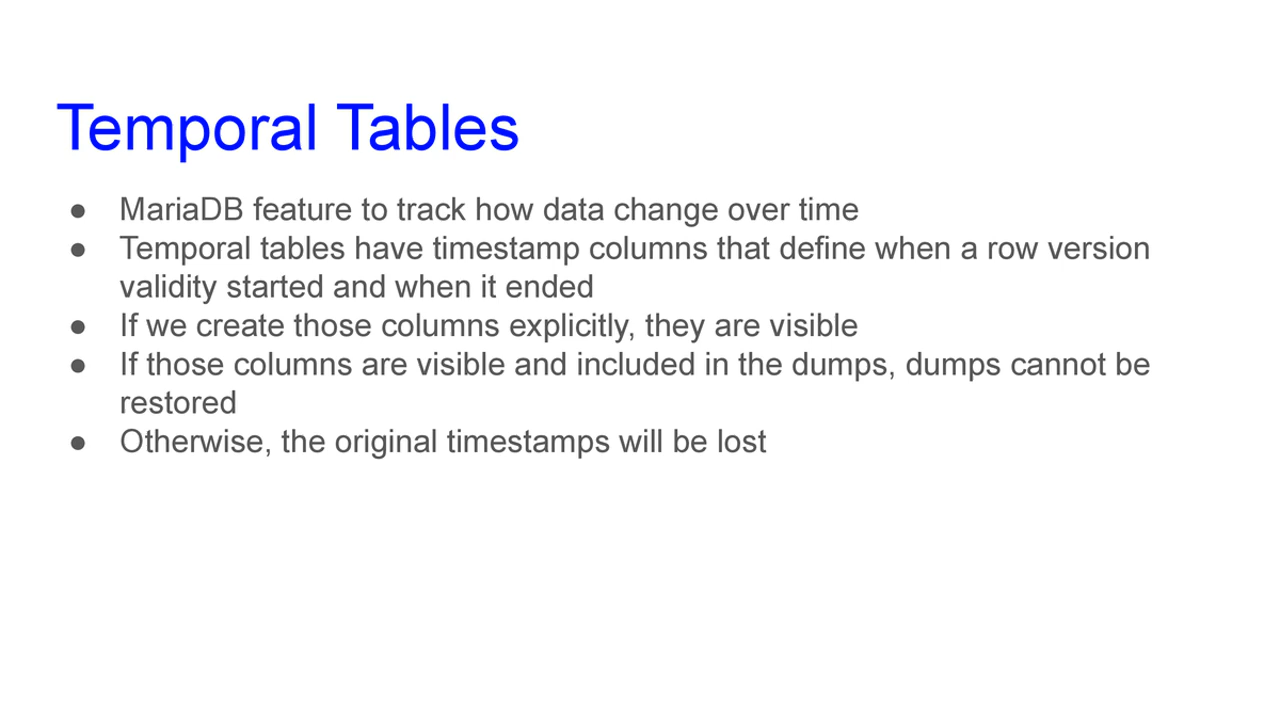 Temporal Tables
● MariaDB feature to track how data change over time
● Temporal tables have timestamp columns that define when a row version
validity started and when it ended
● If we create those columns explicitly, they are visible
● If those columns are visible and included in the dumps, dumps cannot be
restored
● Otherwise, the original timestamps will be lost